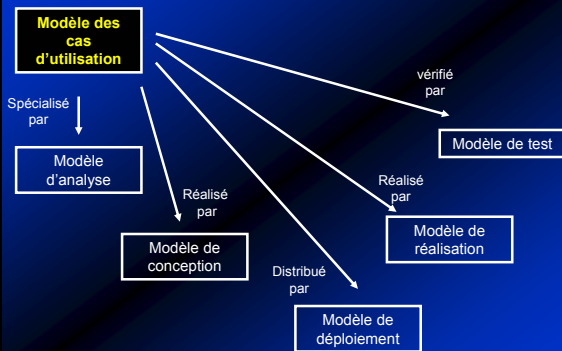 Modèle des
cas
d'utilisation
Spécialisé
par
Modèle
d'analyse
Réalisé
par
Modèle de
conception
Distribué
par
Modèle de
déploiement
Réalisé
par
Modèle de
réalisation
vérifié
par
Modèle de test